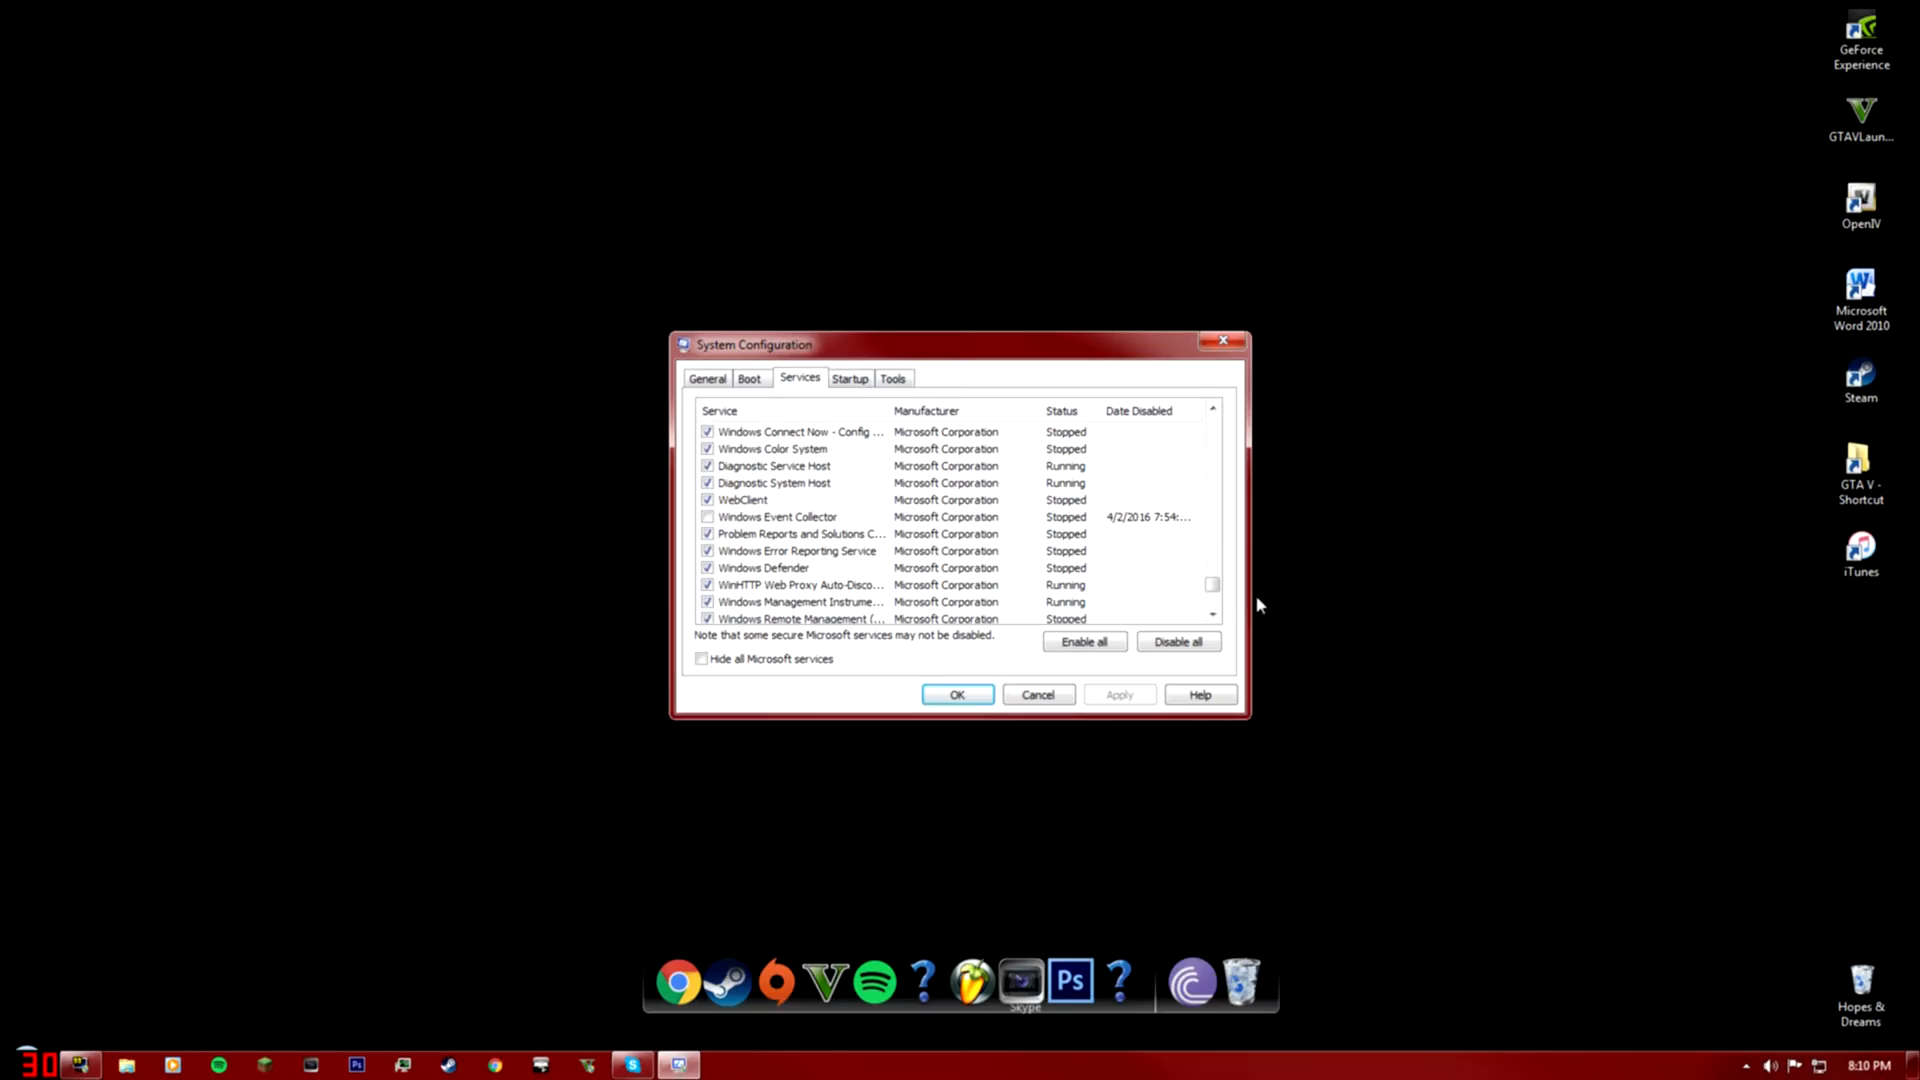 GeForce
Experience
GTAVLaun...
OpenIV
Microsoft
Word 2010
Steam
GTA V -
Shortcut
iTunes
System Configuration
General Boot Services Startup Tools
Service Manufacturer Status Date Disabled
Windows Connect Now - Config ... Microsoft Corporation Stopped
Windows Color System Microsoft Corporation Stopped
Diagnostic Service Host Microsoft Corporation Running
Diagnostic System Host Microsoft Corporation Running
WebClient Microsoft Corporation Stopped
Windows Event Collector Microsoft Corporation Stopped 4/2/2016 7:54:...
Problem Reports and Solutions C... Microsoft Corporation Stopped
Windows Error Reporting Service Microsoft Corporation Stopped
Windows Defender Microsoft Corporation Stopped
WinHTTP Web Proxy Auto-Disco... Microsoft Corporation Running
Windows Management Instrume... Microsoft Corporation Running
Windows Remote Management (... Microsoft Corporation Stopped
Note that some secure Microsoft services may not be disabled.
Enable all Disable all
Hide all Microsoft services
OK Cancel Apply Help
Ps
Skype
Hopes &
Dreams
30
Ps
8:10 PM